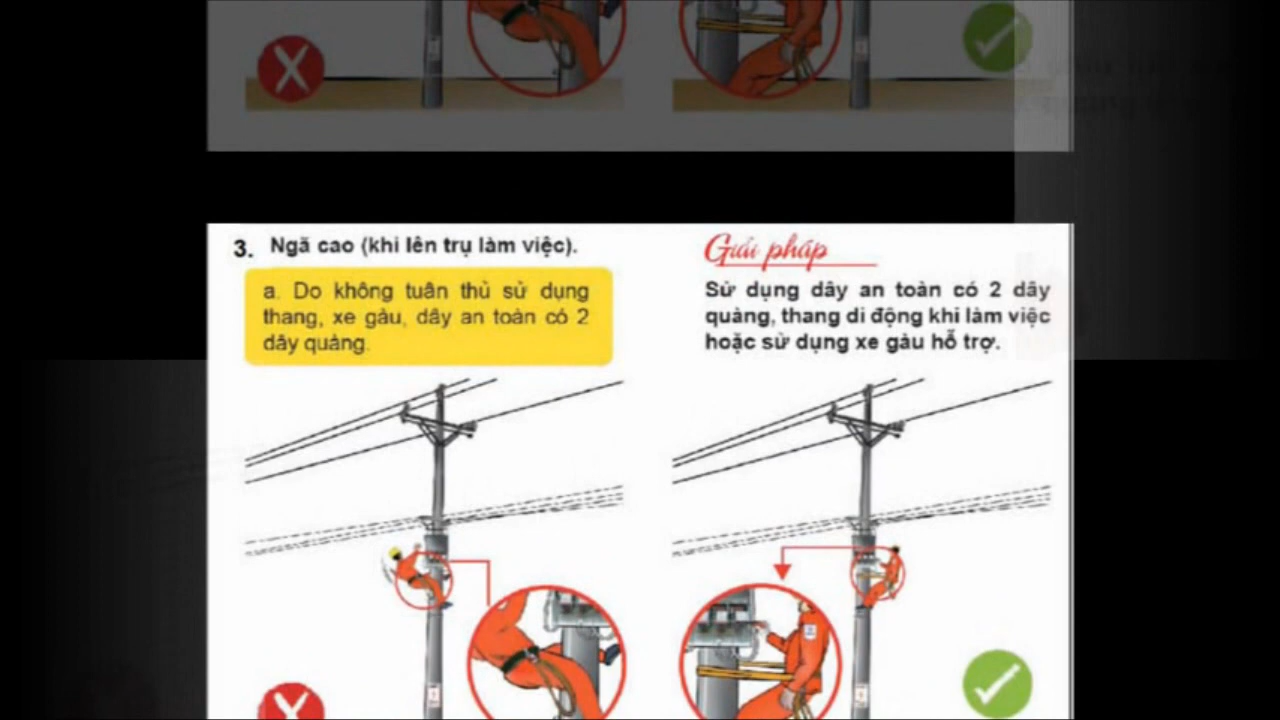 3. Ngã cao (khi lên trụ làm việc).
a. Do không tuân thủ sử dụng
thang, xe gàu, dây an toàn có 2
dây quảng.
Giải pháp
Sử dụng dây an toàn có 2 dây
quàng, thang di động khi làm việc
hoặc sử dụng xe gàu hỗ trợ.